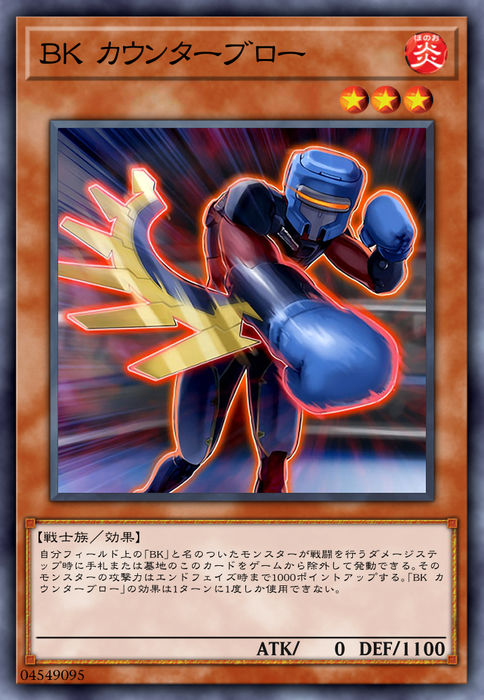 BK カウンターブロー
ほのお
炎
【戦士族／効果】
自分フィールド上の｢BK｣と名のついたモンスターが戦闘を行うダメージステ
ップ時に手札または墓地のこのカードをゲームから除外して発動できる。その
モンスターの攻撃力はエンドフェイズ時まで1000ポイントアップする。｢BK カ
ウンターブロー｣の効果は1ターンに1度しか使用できない。
ATK/ 0 DEF/1100
04549095